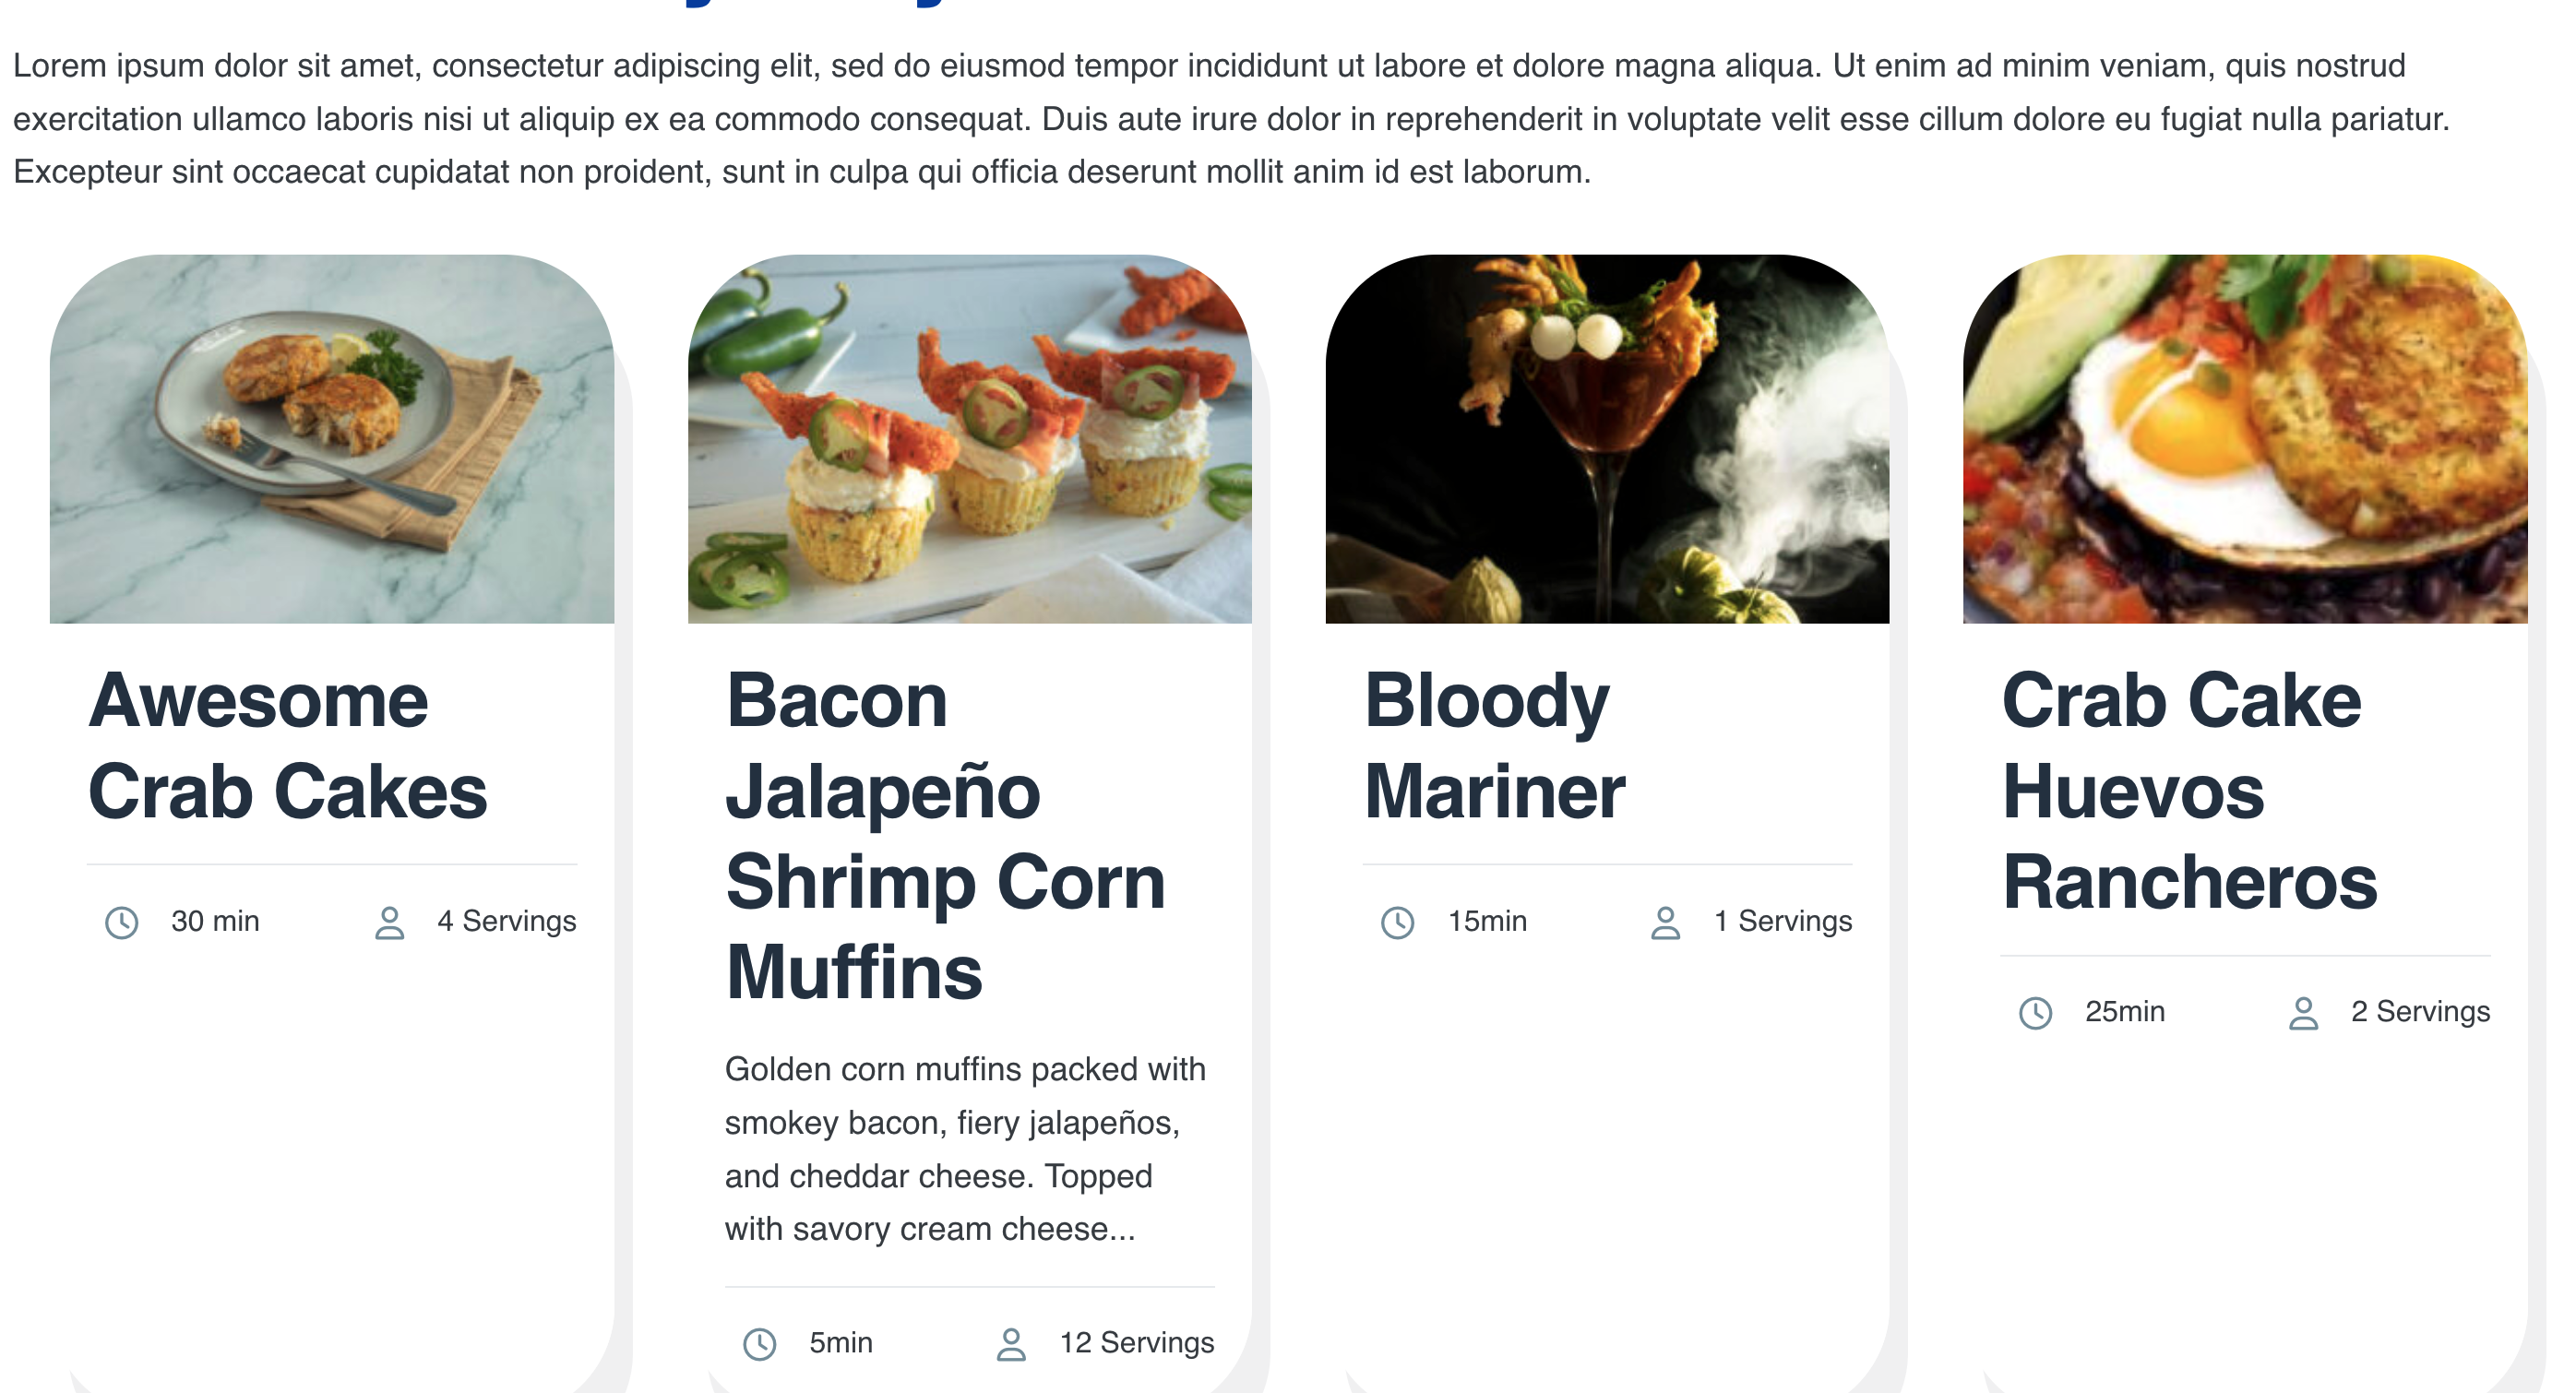 Lorem ipsum dolor sit amet, consectetur adipiscing elit, sed do eiusmod tempor incididunt ut labore et dolore magna aliqua. Ut enim ad minim veniam, quis nostrud
exercitation ullamco laboris nisi ut aliquip ex ea commodo consequat. Duis aute irure dolor in reprehenderit in voluptate velit esse cillum dolore eu fugiat nulla pariatur.
Excepteur sint occaecat cupidatat non proident, sunt in culpa qui officia deserunt mollit anim id est laborum.
Awesome
Crab Cakes
30 min
4 Servings
Bacon
Jalapeño
Shrimp Corn
Muffins
Golden corn muffins packed with
smokey bacon, fiery jalapeños,
and cheddar cheese. Topped
with savory cream cheese...
5min
12 Servings
Bloody
Mariner
15min
1 Servings
Crab Cake
Huevos
Rancheros
25min
2 Servings